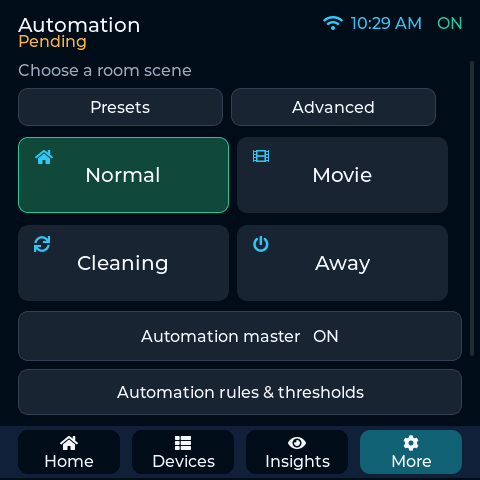 Automation
10:29 AM ON
Pending
Choose a room scene
Presets Advanced
Normal Movie
Cleaning Away
Automation master ON
Automation rules & thresholds
Home Devices Insights More